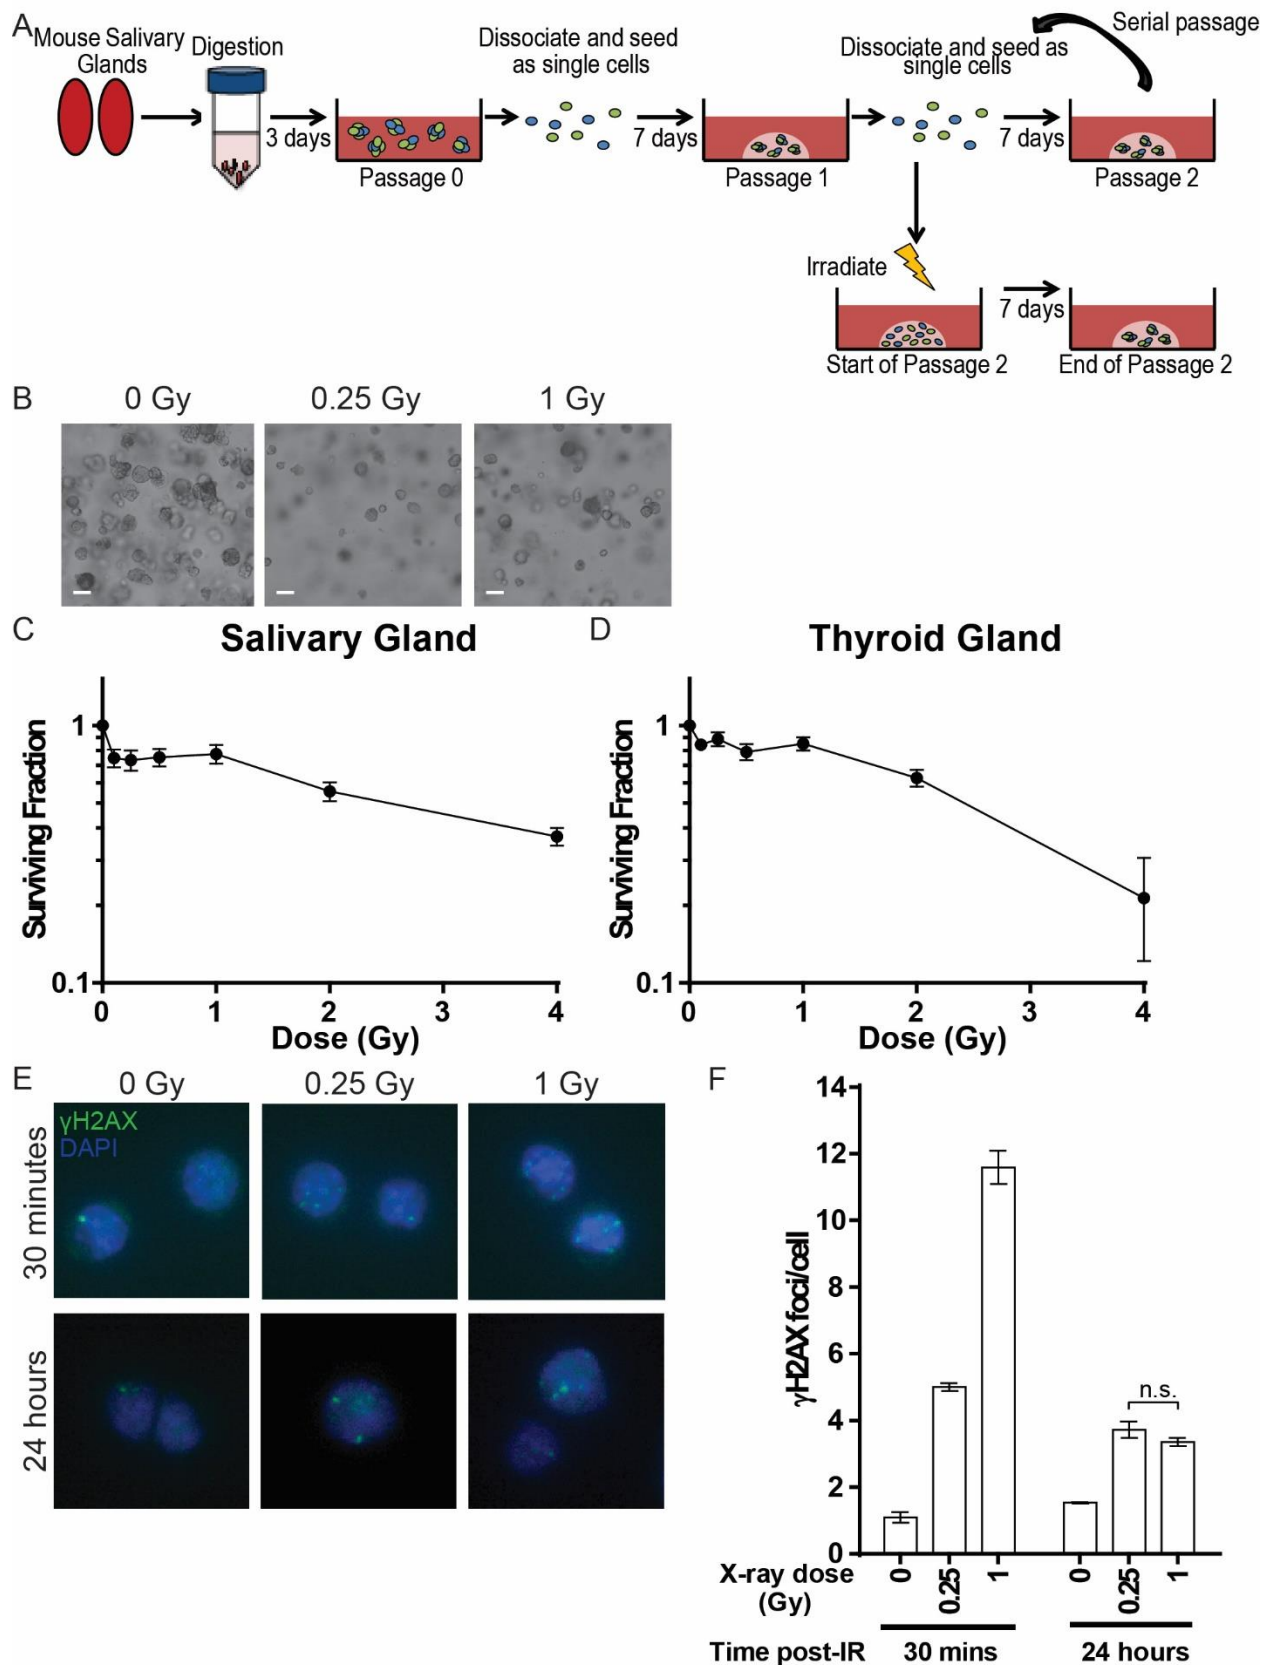 A
Mouse Salivary
Glands
Digestion
3 days
Passage 0
Dissociate and seed
as single cells
7 days
Passage 1
Dissociate and seed as
single cells
7 days
Serial passage
Passage 2
Irradiate
7 days
Start of Passage 2
End of Passage 2
B
0 Gy
0.25 Gy
1 Gy
C
Salivary Gland
Surviving Fraction
1
0.1
0
1
2
3
4
Dose (Gy)
D
Thyroid Gland
Surviving Fraction
1
0.1
0
1
2
3
4
Dose (Gy)
E
0 Gy
0.25 Gy
1 Gy
γH2AX
DAPI
30 minutes
24 hours
F
γH2AX foci/cell
14
12
10
8
6
4
2
0
n.s.
X-ray dose
(Gy)
0
0.25
1
0
0.25
1
Time post-IR
30 mins
24 hours